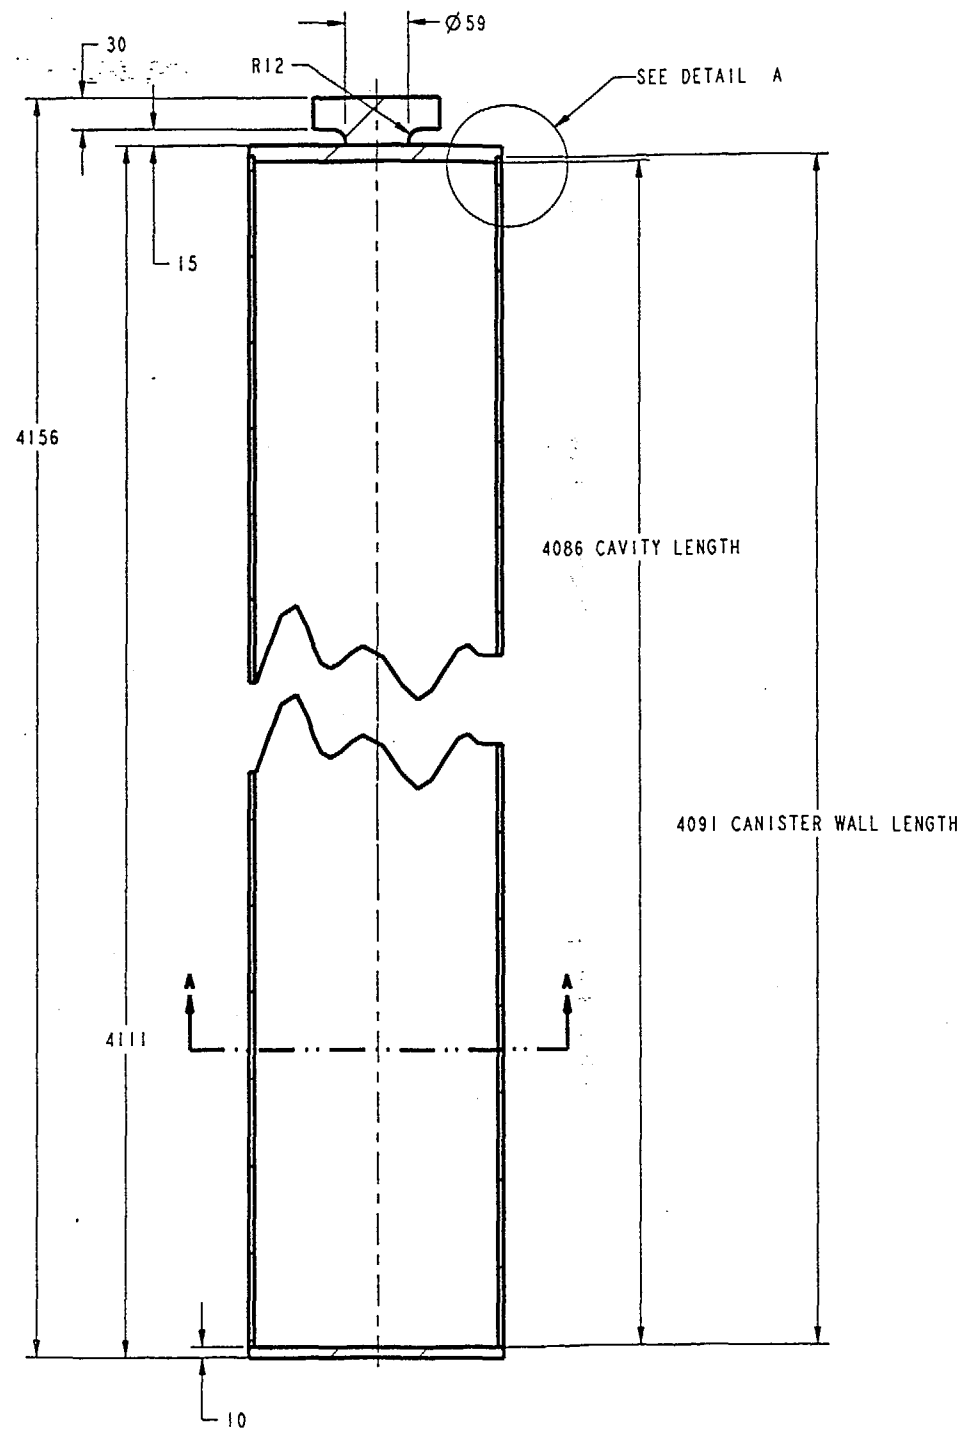 Ø59
30
R12
SEE DETAIL A
15
4156
4086 CAVITY LENGTH
4091 CANISTER WALL LENGTH
A
A
4111
10